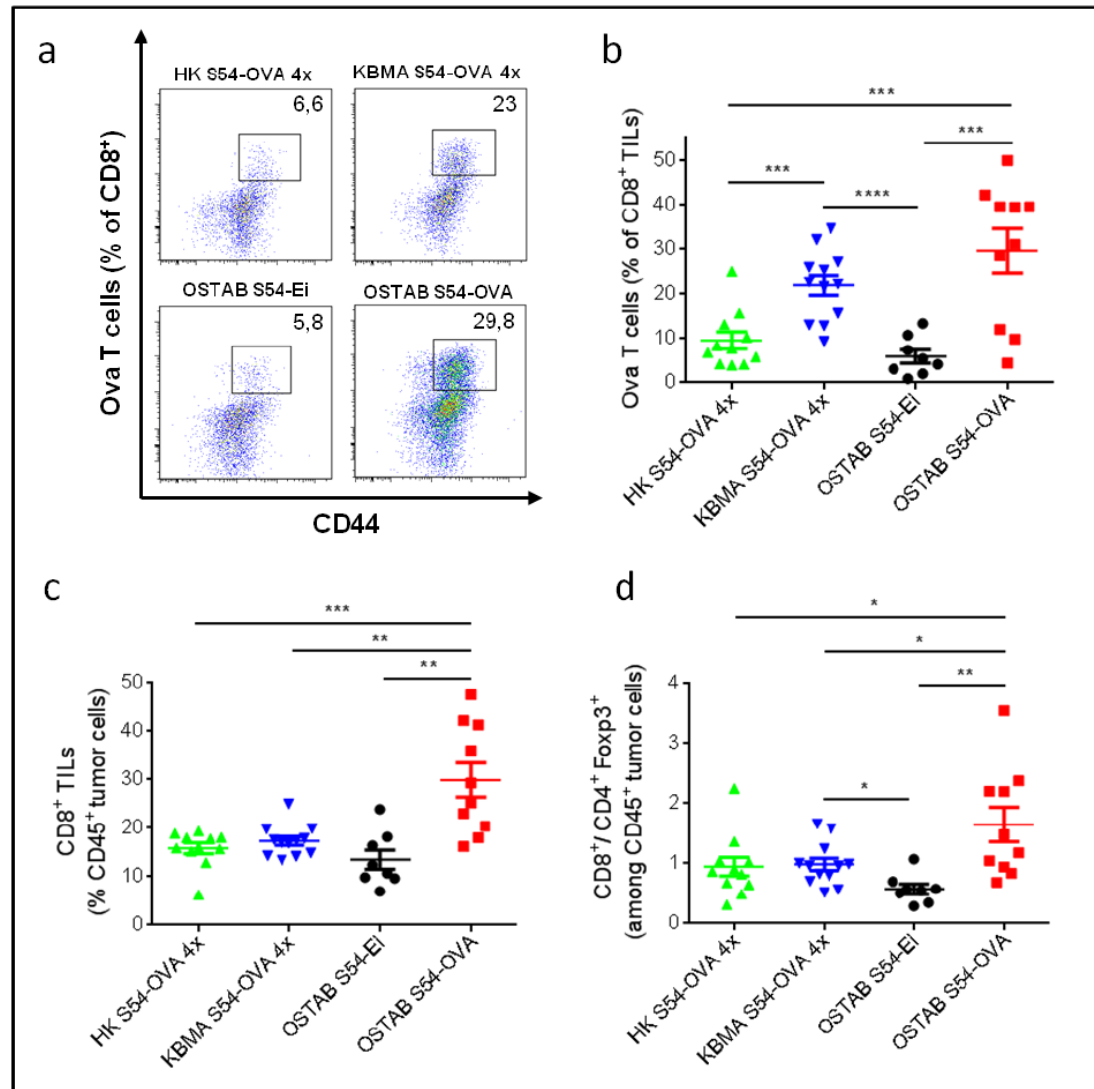 a
HK S54-OVA 4x
6,6
KBMA S54-OVA 4x
23
OSTAB S54-Ei
5,8
OSTAB S54-OVA
29,8
Ova T cells (% of CD8⁺)
CD44
b
Ova T cells (% of CD8⁺ TILs)
50
40
30
20
10
0
***
***
***
****
HK S54-OVA 4x
KBMA S54-OVA 4x
OSTAB S54-Ei
OSTAB S54-OVA
c
CD8⁺ TILs
(% CD45⁺ tumor cells)
50
40
30
20
10
0
***
**
**
HK S54-OVA 4x
KBMA S54-OVA 4x
OSTAB S54-Ei
OSTAB S54-OVA
d
CD8⁺/ CD4⁺ Foxp3⁺
(among CD45⁺ tumor cells)
4
3
2
1
0
*
*
**
*
HK S54-OVA 4x
KBMA S54-OVA 4x
OSTAB S54-Ei
OSTAB S54-OVA